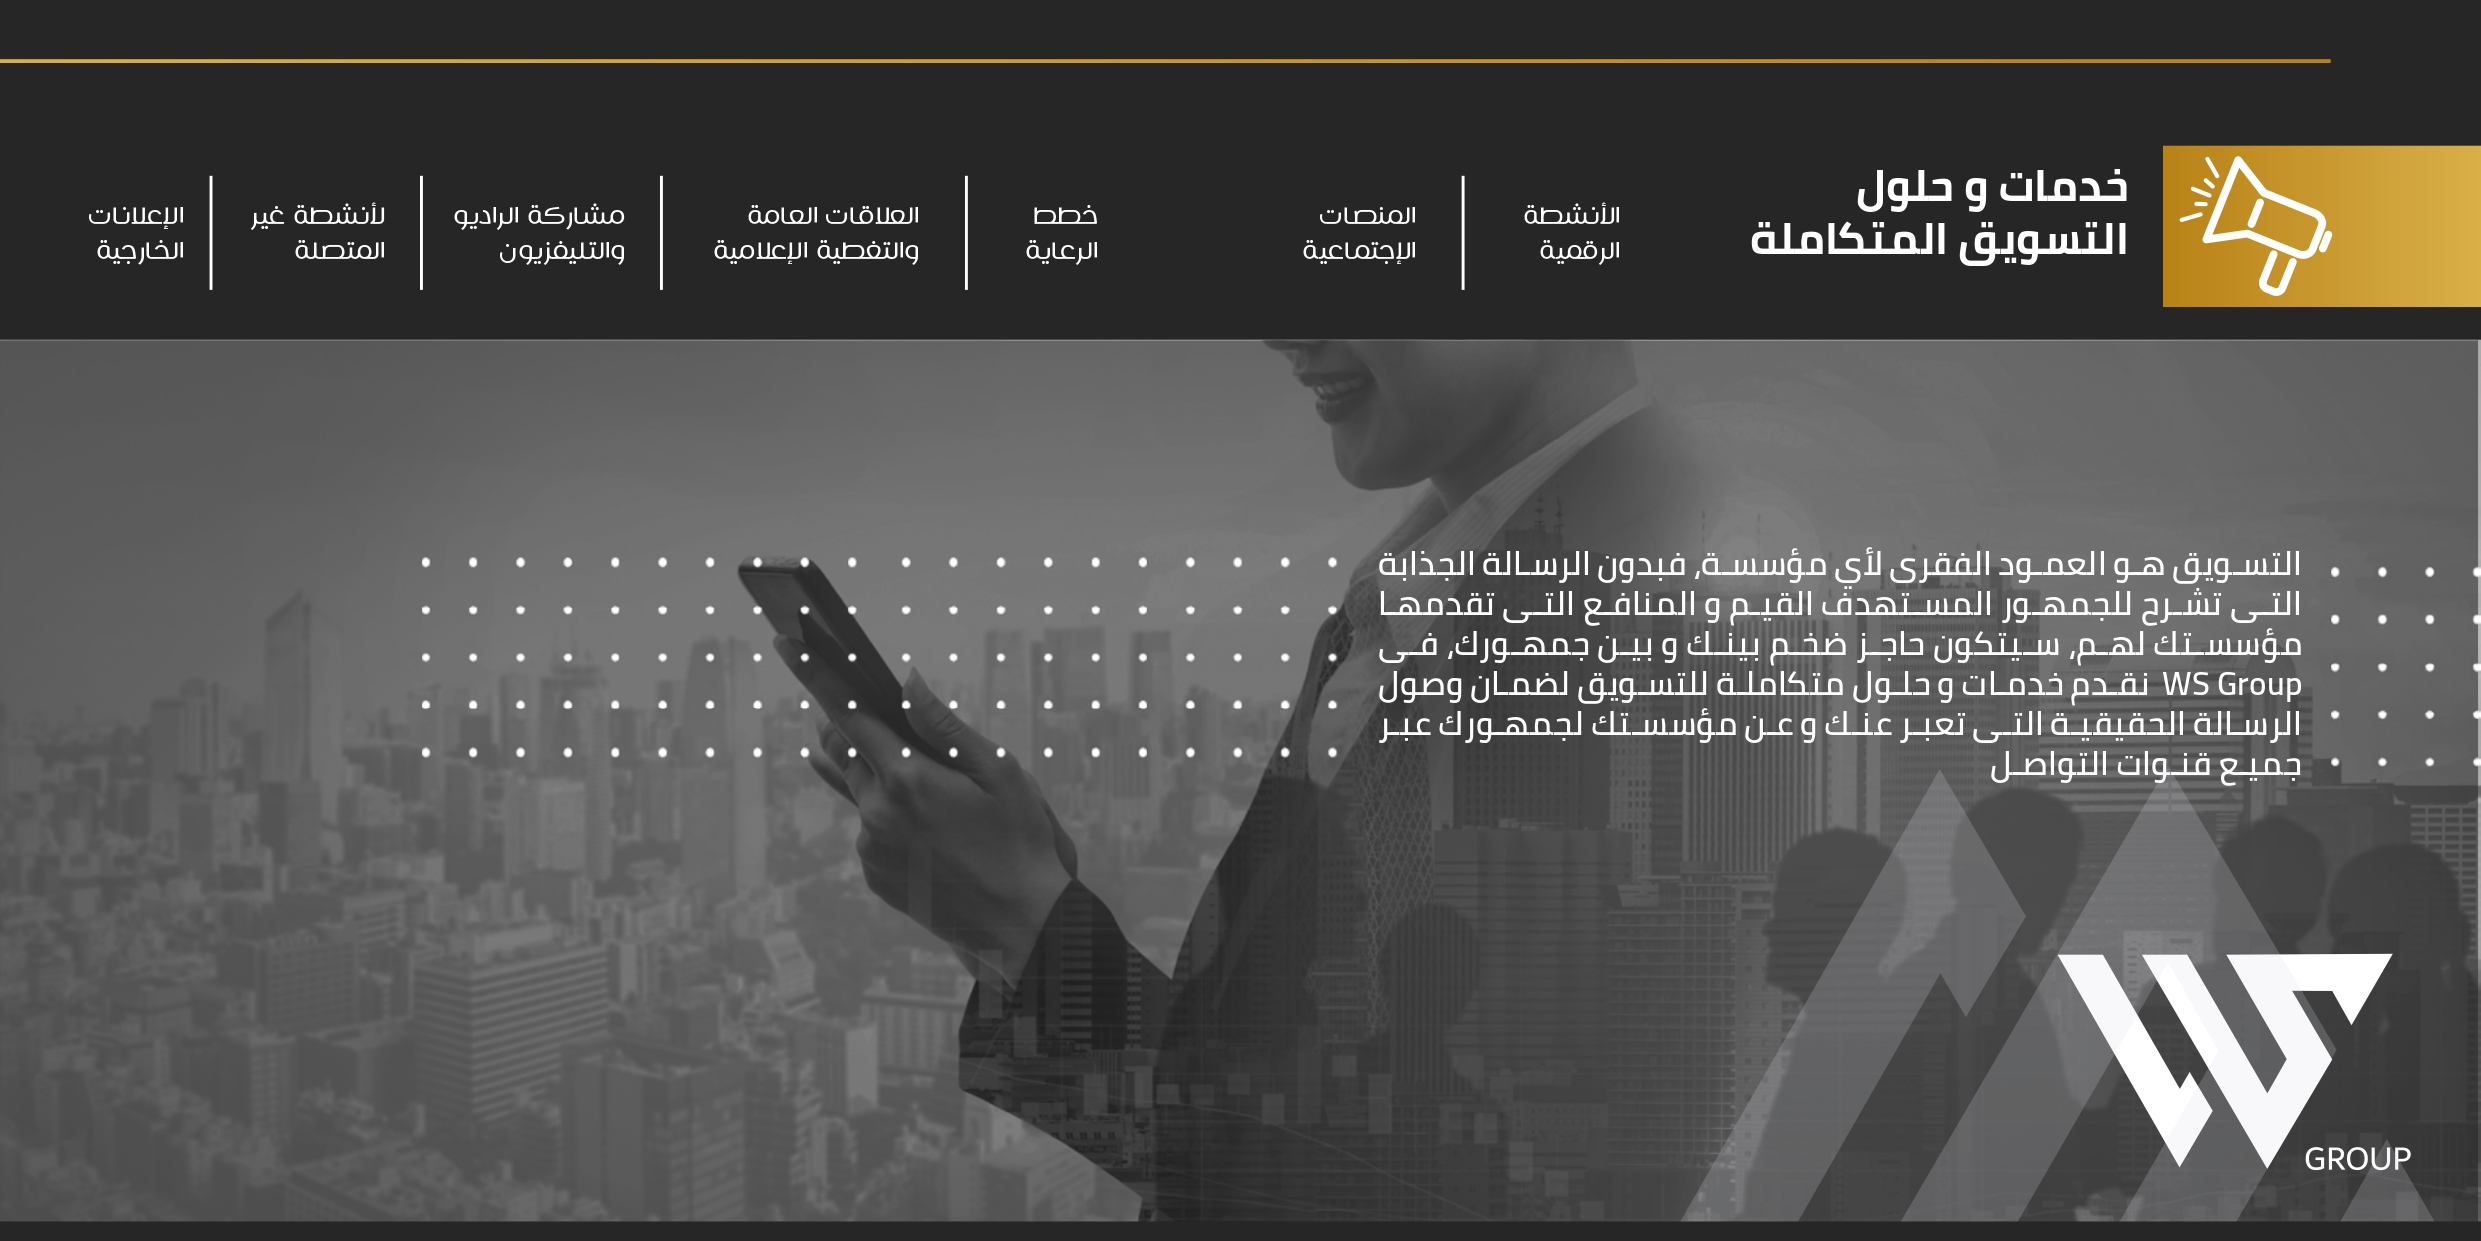 خدمات و حلول
التسويق المتكاملة
الأنشطة
الرقمية
المنصات
الإجتماعية
خطط
الرعاية
العلاقات العامة
والتغطية الإعلامية
مشاركة الراديو
والتليفزيون
لأنشطة غير
المتصلة
الإعلانات
الخارجية
التسويق هو العمود الفقرى لأي مؤسسة، فبدون الرسالة الجذابة
التى تشرح للجمهور المستهدف القيم و المنافع التى تقدمها
مؤسستك لهم، سيتكون حاجز ضخم بينك و بين جمهورك، فى
WS Group نقدم خدمات و حلول متكاملة للتسويق لضمان وصول
الرسالة الحقيقية التى تعبر عنك و عن مؤسستك لجمهورك عبر
جميع قنوات التواصل
WS
GROUP